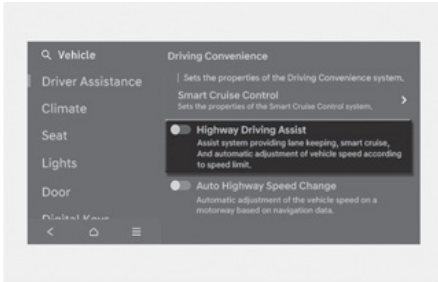 Vehicle
Driver Assistance
Climate
Seat
Lights
Door
Digital Keys
Driving Convenience
Sets the properties of the Driving Convenience system.
Smart Cruise Control
Sets the properties of the Smart Cruise Control system.
Highway Driving Assist
Assist system providing lane keeping, smart cruise,
And automatic adjustment of vehicle speed according
to speed limit.
Auto Highway Speed Change
Automatic adjustment of the vehicle speed on a
motorway based on navigation data.